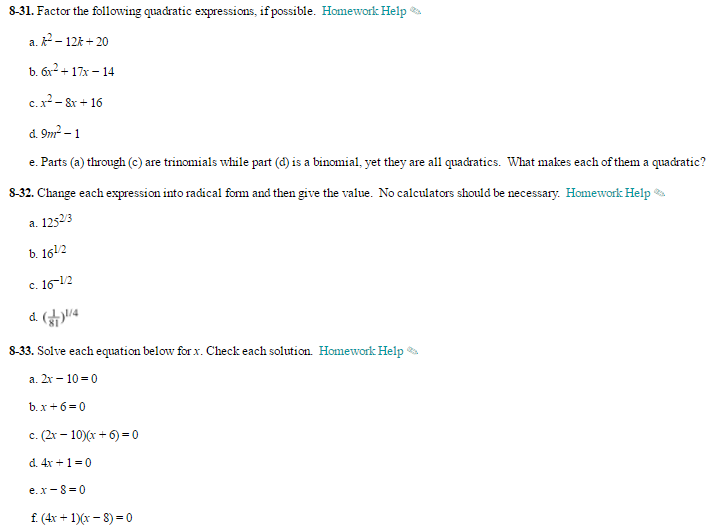 8-31. Factor the following quadratic expressions, if possible. Homework Help ✎
a. k² – 12k + 20
b. 6x² + 17x – 14
c. x² – 8x + 16
d. 9m² – 1
e. Parts (a) through (c) are trinomials while part (d) is a binomial, yet they are all quadratics. What makes each of them a quadratic?
8-32. Change each expression into radical form and then give the value. No calculators should be necessary. Homework Help ✎
a. 125^2/3
b. 16^1/2
c. 16^–1/2
d. (1/81)^1/4
8-33. Solve each equation below for x. Check each solution. Homework Help ✎
a. 2x – 10 = 0
b. x + 6 = 0
c. (2x – 10)(x + 6) = 0
d. 4x + 1 = 0
e. x – 8 = 0
f. (4x + 1)(x – 8) = 0